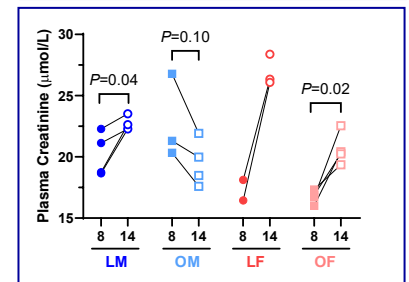 Plasma Creatinine (μmol/L)
30
25
20
15
P=0.04
P=0.10
P=0.02
8 14 8 14 8 14 8 14
LM OM LF OF